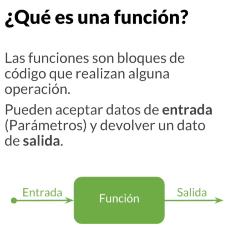 ¿Qué es una función?
Las funciones son bloques de
código que realizan alguna
operación.
Pueden aceptar datos de entrada
(Parámetros) y devolver un dato
de salida.
Entrada
Función
Salida